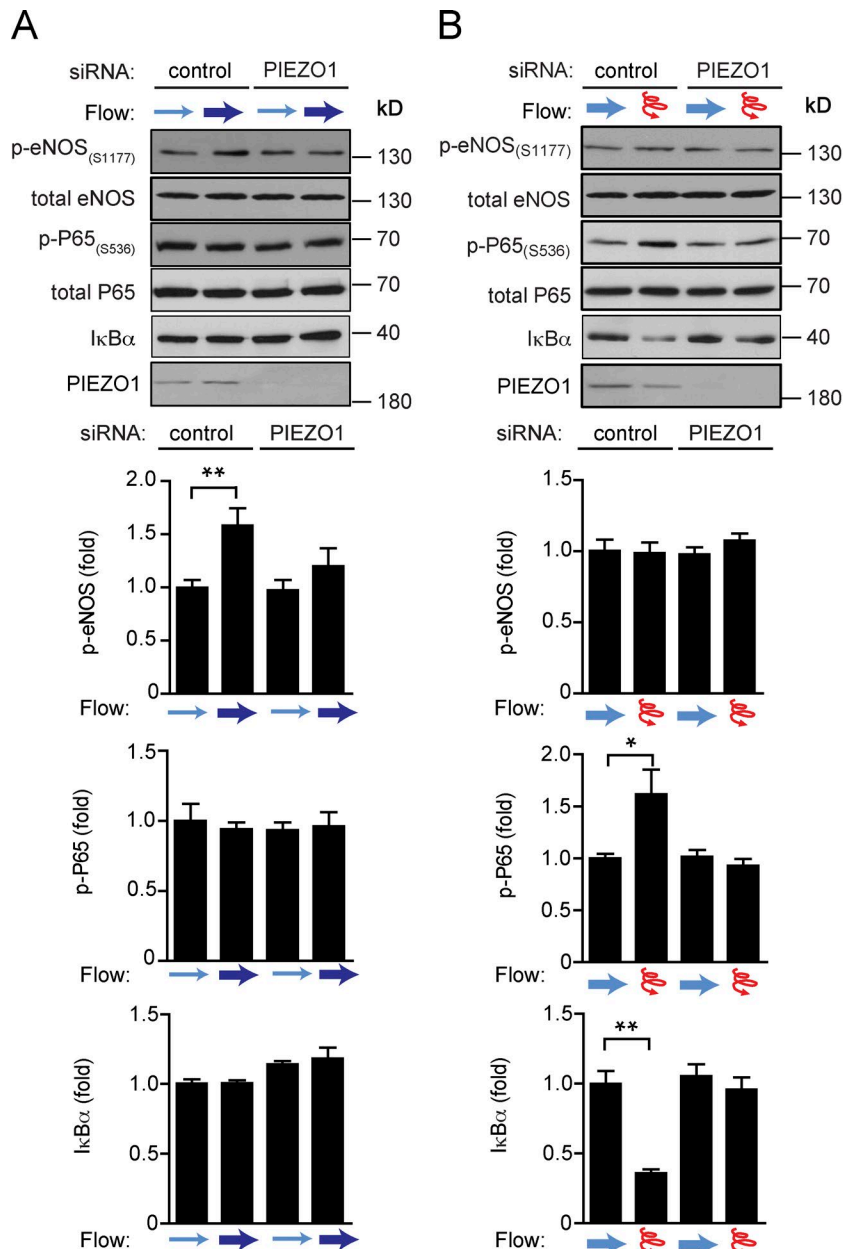 A
siRNA: control PIEZO1
Flow: kD
p-eNOS(S1177) 130
total eNOS 130
p-P65(S536) 70
total P65 70
IκBα 40
PIEZO1 180
siRNA: control PIEZO1
**
2.0
1.5
1.0
0.5
0
p-eNOS (fold)
Flow:
1.5
1.0
0.5
0
p-P65 (fold)
Flow:
1.5
1.0
0.5
0
IκBα (fold)
Flow:
B
siRNA: control PIEZO1
Flow: kD
p-eNOS(S1177) 130
total eNOS 130
p-P65(S536) 70
total P65 70
IκBα 40
PIEZO1 180
siRNA: control PIEZO1
1.5
1.0
0.5
0
p-eNOS (fold)
Flow:
*
2.0
1.5
1.0
0.5
0
p-P65 (fold)
Flow:
**
1.5
1.0
0.5
0
IκBα (fold)
Flow: